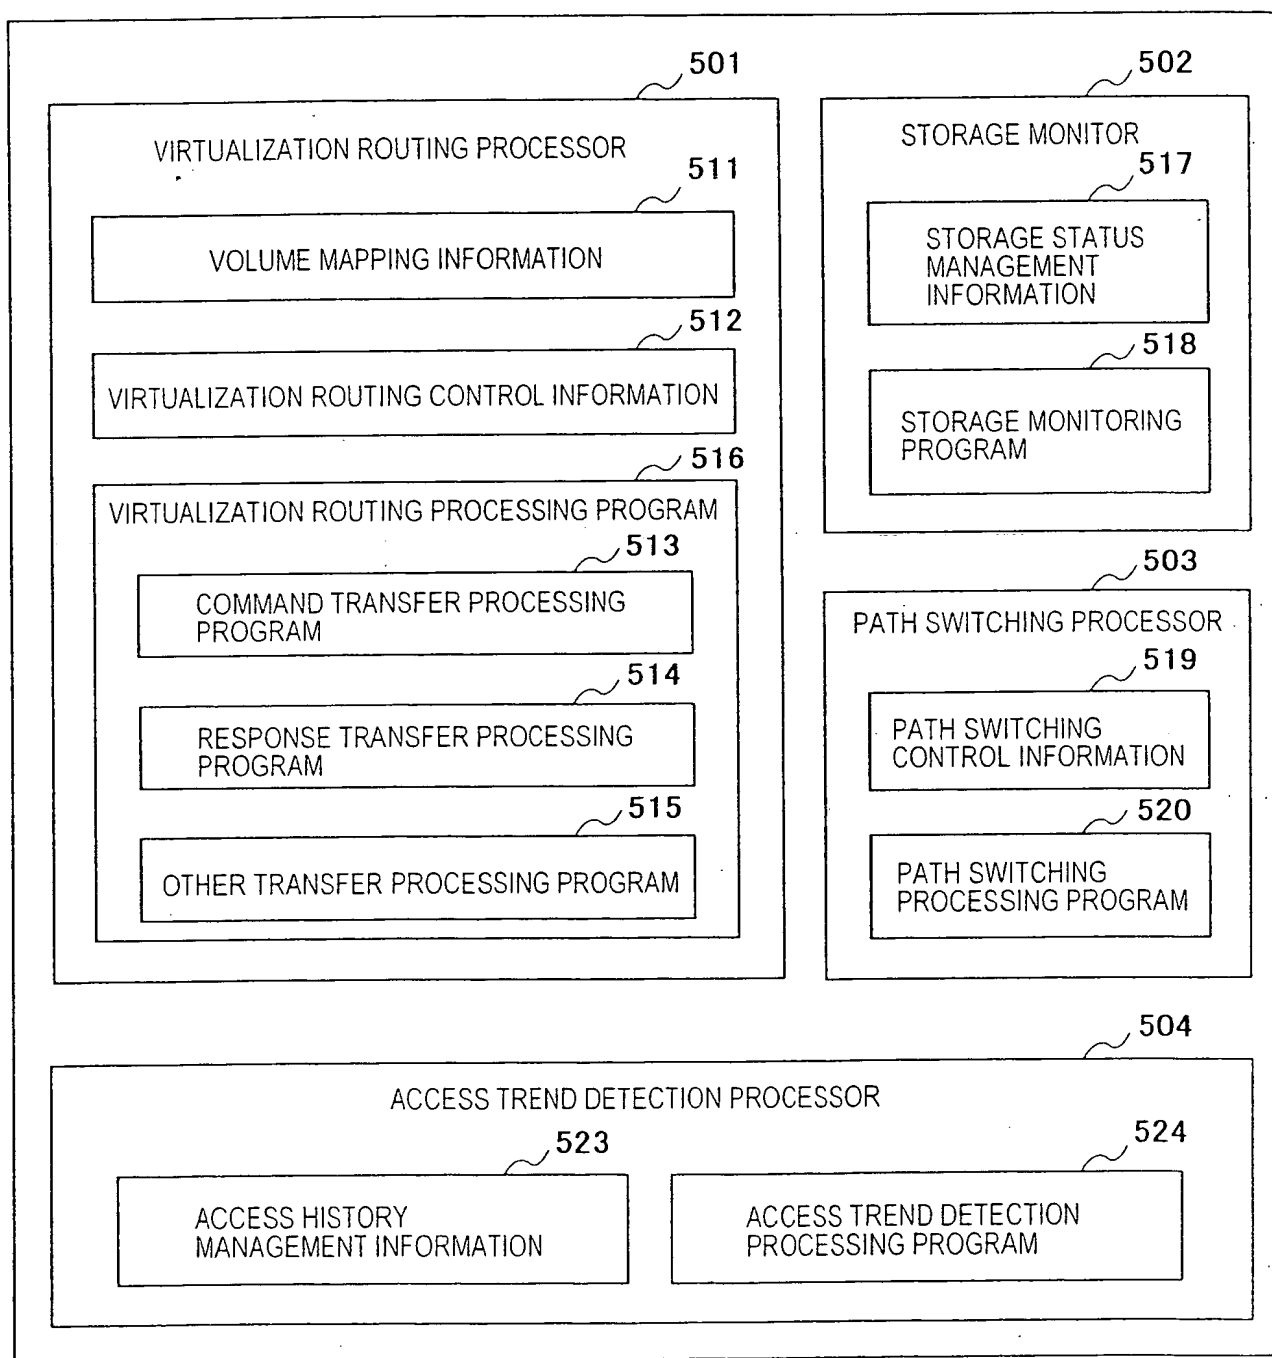 501
VIRTUALIZATION ROUTING PROCESSOR
511
VOLUME MAPPING INFORMATION
512
VIRTUALIZATION ROUTING CONTROL INFORMATION
516
VIRTUALIZATION ROUTING PROCESSING PROGRAM
513
COMMAND TRANSFER PROCESSING
PROGRAM
514
RESPONSE TRANSFER PROCESSING
PROGRAM
515
OTHER TRANSFER PROCESSING PROGRAM
502
STORAGE MONITOR
517
STORAGE STATUS
MANAGEMENT
INFORMATION
518
STORAGE MONITORING
PROGRAM
503
PATH SWITCHING PROCESSOR
519
PATH SWITCHING
CONTROL INFORMATION
520
PATH SWITCHING
PROCESSING PROGRAM
504
ACCESS TREND DETECTION PROCESSOR
523
ACCESS HISTORY
MANAGEMENT INFORMATION
524
ACCESS TREND DETECTION
PROCESSING PROGRAM